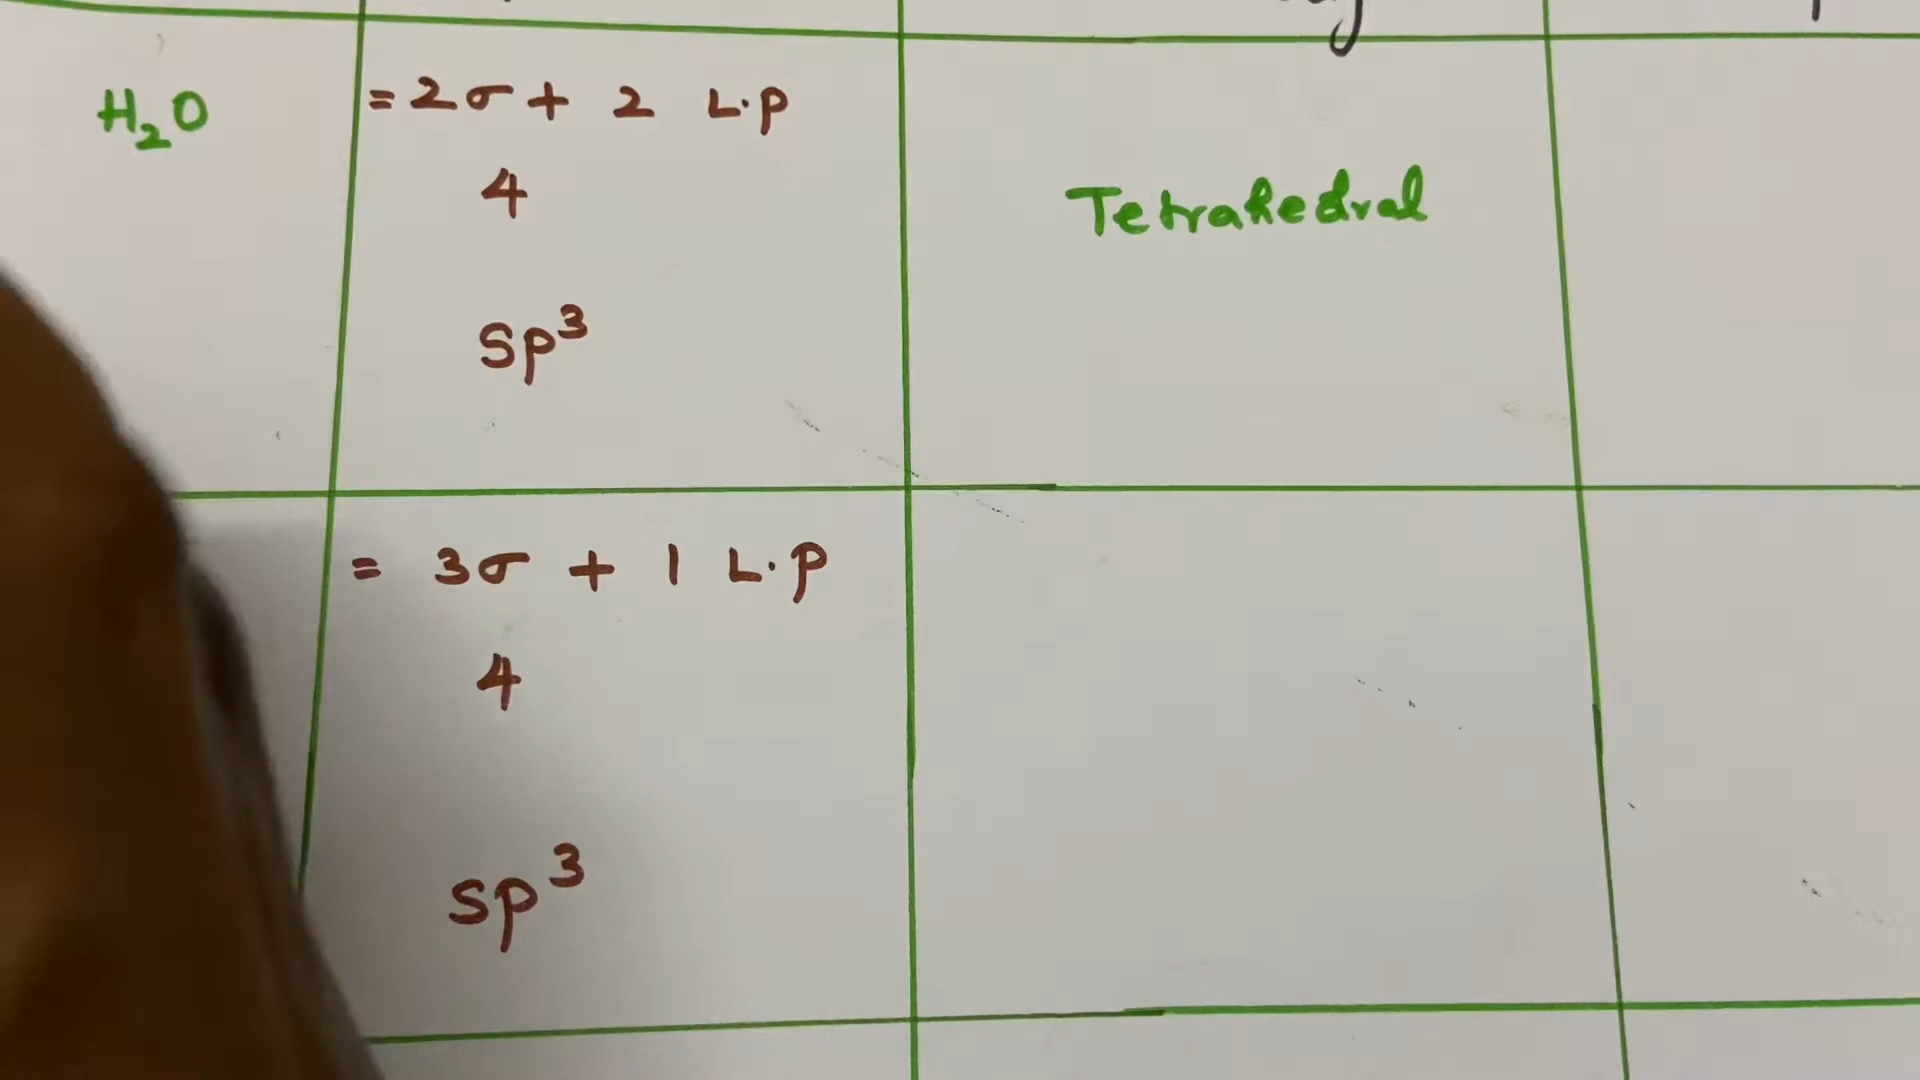 H₂O
=2σ + 2 L.P
4
Sp³
Tetrahedral
= 3σ + 1 L.P
4
Sp³